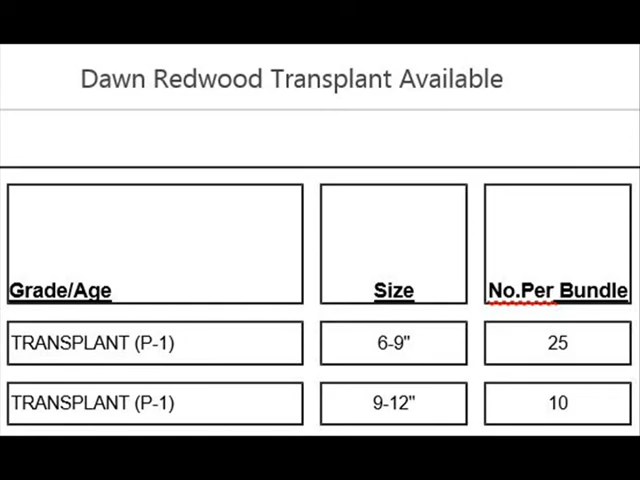 Dawn Redwood Transplant Available
Grade/Age Size No.Per Bundle
TRANSPLANT (P-1) 6-9" 25
TRANSPLANT (P-1) 9-12" 10